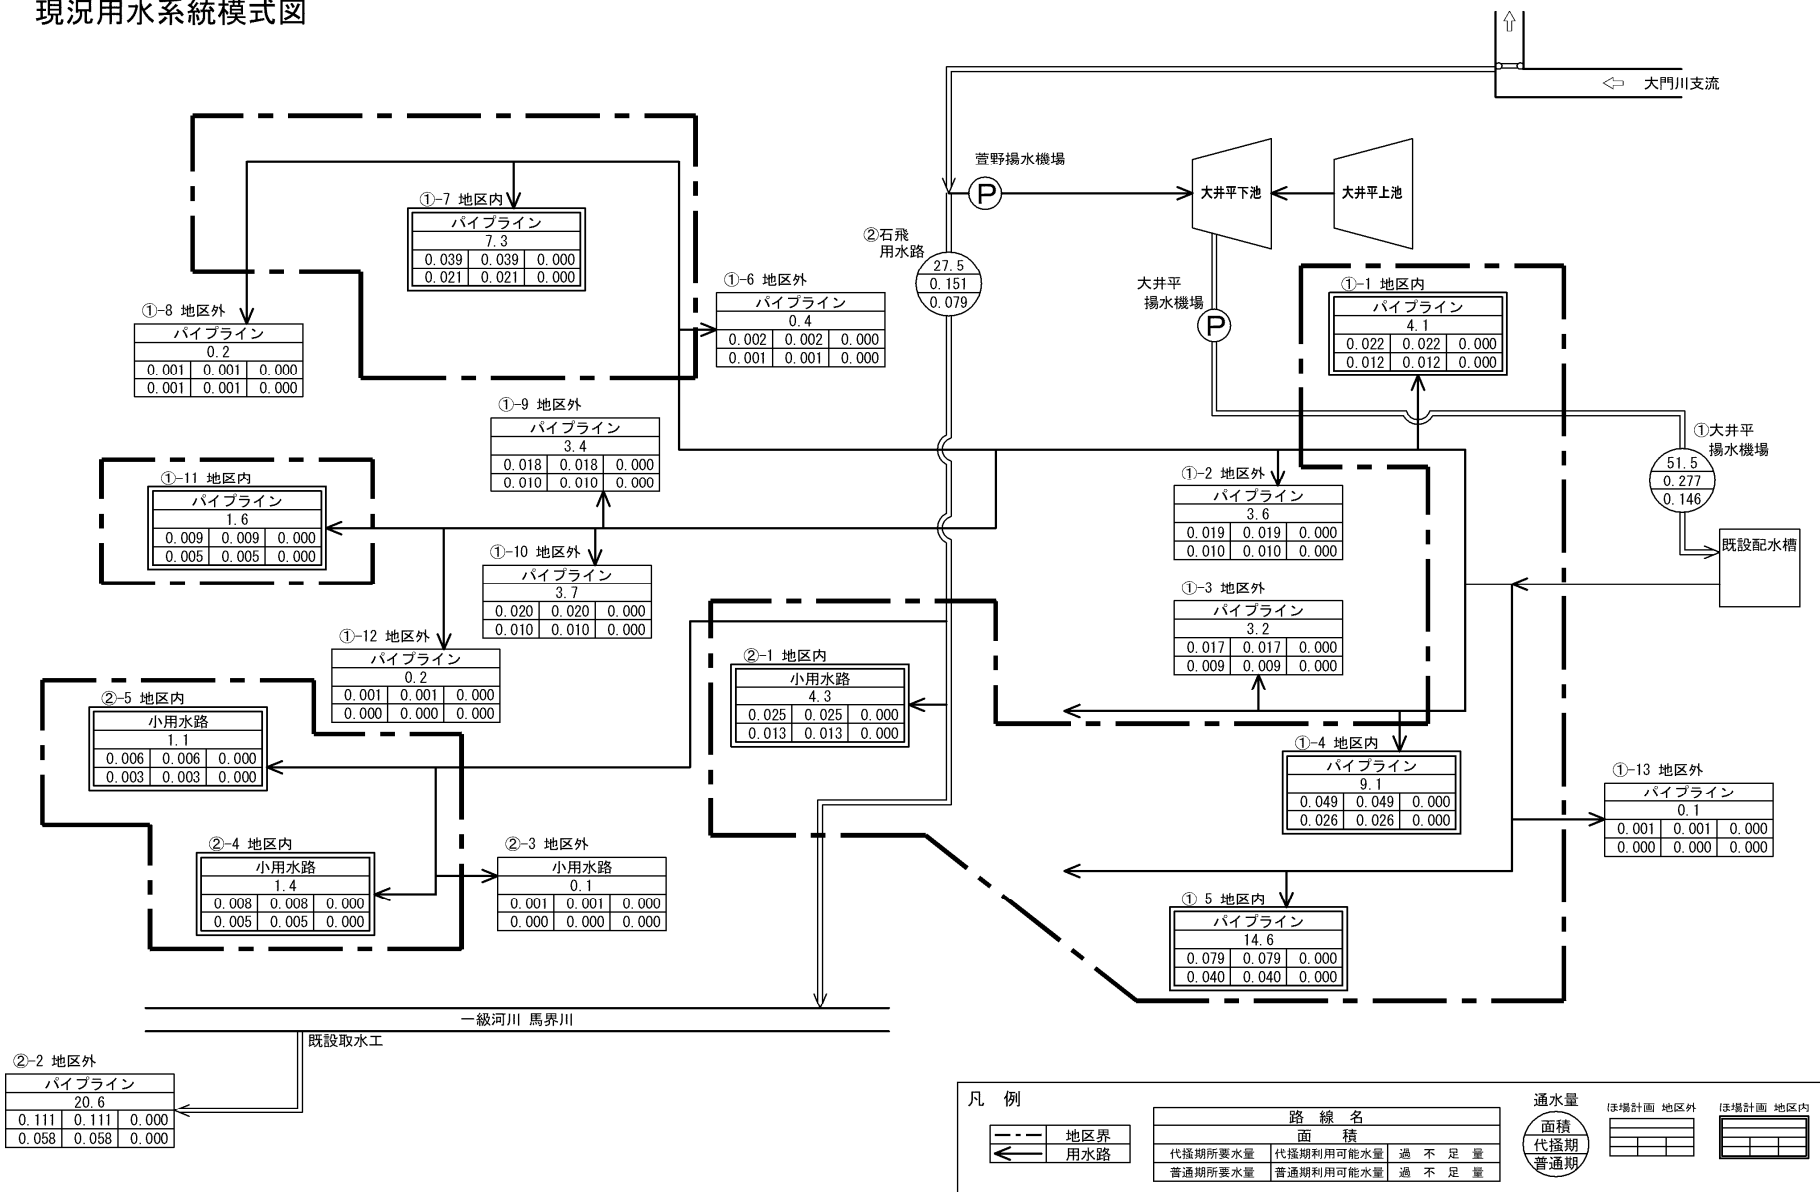 現況用水系統模式図
大門川支流
萱野揚水機場
P
大井平下池
大井平上池
②石飛
用水路
27.5
0.151
0.079
大井平
揚水機場
P
①-7 地区内
パイプライン
7.3
0.039 0.039 0.000
0.021 0.021 0.000
①-6 地区外
パイプライン
0.4
0.002 0.002 0.000
0.001 0.001 0.000
①-1 地区内
パイプライン
4.1
0.022 0.022 0.000
0.012 0.012 0.000
①-8 地区外
パイプライン
0.2
0.001 0.001 0.000
0.001 0.001 0.000
①-9 地区外
パイプライン
3.4
0.018 0.018 0.000
0.010 0.010 0.000
①大井平
揚水機場
51.5
0.277
0.146
既設配水槽
①-11 地区内
パイプライン
1.6
0.009 0.009 0.000
0.005 0.005 0.000
①-2 地区外
パイプライン
3.6
0.019 0.019 0.000
0.010 0.010 0.000
①-10 地区外
パイプライン
3.7
0.020 0.020 0.000
0.010 0.010 0.000
①-3 地区外
パイプライン
3.2
0.017 0.017 0.000
0.009 0.009 0.000
①-12 地区外
パイプライン
0.2
0.001 0.001 0.000
0.000 0.000 0.000
②-1 地区内
小用水路
4.3
0.025 0.025 0.000
0.013 0.013 0.000
②-5 地区内
小用水路
1.1
0.006 0.006 0.000
0.003 0.003 0.000
①-4 地区内
パイプライン
9.1
0.049 0.049 0.000
0.026 0.026 0.000
①-13 地区外
パイプライン
0.1
0.001 0.001 0.000
0.000 0.000 0.000
②-4 地区内
小用水路
1.4
0.008 0.008 0.000
0.005 0.005 0.000
②-3 地区外
小用水路
0.1
0.001 0.001 0.000
0.000 0.000 0.000
① 5 地区内
パイプライン
14.6
0.079 0.079 0.000
0.040 0.040 0.000
一級河川 馬界川
既設取水工
②-2 地区外
パイプライン
20.6
0.111 0.111 0.000
0.058 0.058 0.000
凡 例
地区界
用水路
路 線 名
面 積
代掻期所要水量 代掻期利用可能水量 過 不 足 量
普通期所要水量 普通期利用可能水量 過 不 足 量
通水量
面積
代掻期
普通期
ほ場計画 地区外
ほ場計画 地区内